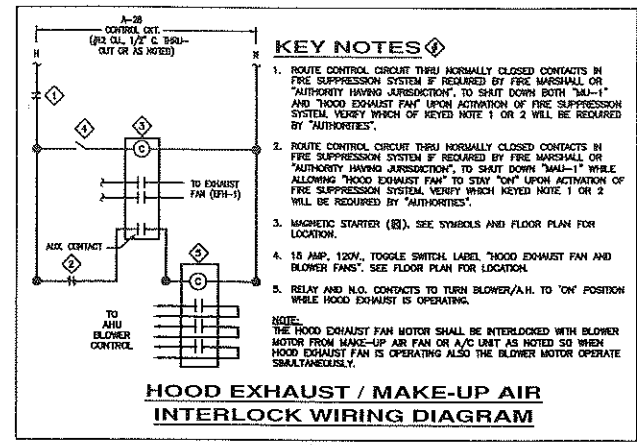 A-28
CONTROL CKT.
(#12 CU., 1/2" C. THRU-
OUT OR AS NOTED)
H
N
1
4
3
C
TO EXHAUST
FAN (EFH-1)
AUX. CONTACT
2
5
C
TO
AHU
BLOWER
CONTROL
KEY NOTES #
1. ROUTE CONTROL CIRCUIT THRU NORMALLY CLOSED CONTACTS IN
FIRE SUPPRESSION SYSTEM IF REQUIRED BY FIRE MARSHALL OR
"AUTHORITY HAVING JURISDICTION", TO SHUT DOWN BOTH "MU-1"
AND "HOOD EXHAUST FAN" UPON ACTIVATION OF FIRE SUPPRESSION
SYSTEM, VERIFY WHICH OF KEYED NOTE 1 OR 2 WILL BE REQUIRED
BY "AUTHORITIES".
2. ROUTE CONTROL CIRCUIT THRU NORMALLY CLOSED CONTACTS IN
FIRE SUPPRESSION SYSTEM IF REQUIRED BY FIRE MARSHALL OR
"AUTHORITY HAVING JURISDICTION", TO SHUT DOWN "MAU-1" WHILE
ALLOWING "HOOD EXHAUST FAN" TO STAY "ON" UPON ACTIVATION OF
FIRE SUPPRESSION SYSTEM, VERIFY WHICH KEYED NOTE 1 OR 2
WILL BE REQUIRED BY "AUTHORITIES".
3. MAGNETIC STARTER (⊠), SEE SYMBOLS AND FLOOR PLAN FOR
LOCATION.
4. 15 AMP, 120V., TOGGLE SWITCH. LABEL "HOOD EXHAUST FAN AND
BLOWER FANS". SEE FLOOR PLAN FOR LOCATION.
5. RELAY AND N.O. CONTACTS TO TURN BLOWER/A.H. TO "ON" POSITION
WHILE HOOD EXHAUST IS OPERATING.
NOTE:
THE HOOD EXHAUST FAN MOTOR SHALL BE INTERLOCKED WITH BLOWER
MOTOR FROM MAKE-UP AIR FAN OR A/C UNIT AS NOTED SO WHEN
HOOD EXHAUST FAN IS OPERATING ALSO THE BLOWER MOTOR OPERATE
SIMULTANEOUSLY.
HOOD EXHAUST / MAKE-UP AIR
INTERLOCK WIRING DIAGRAM